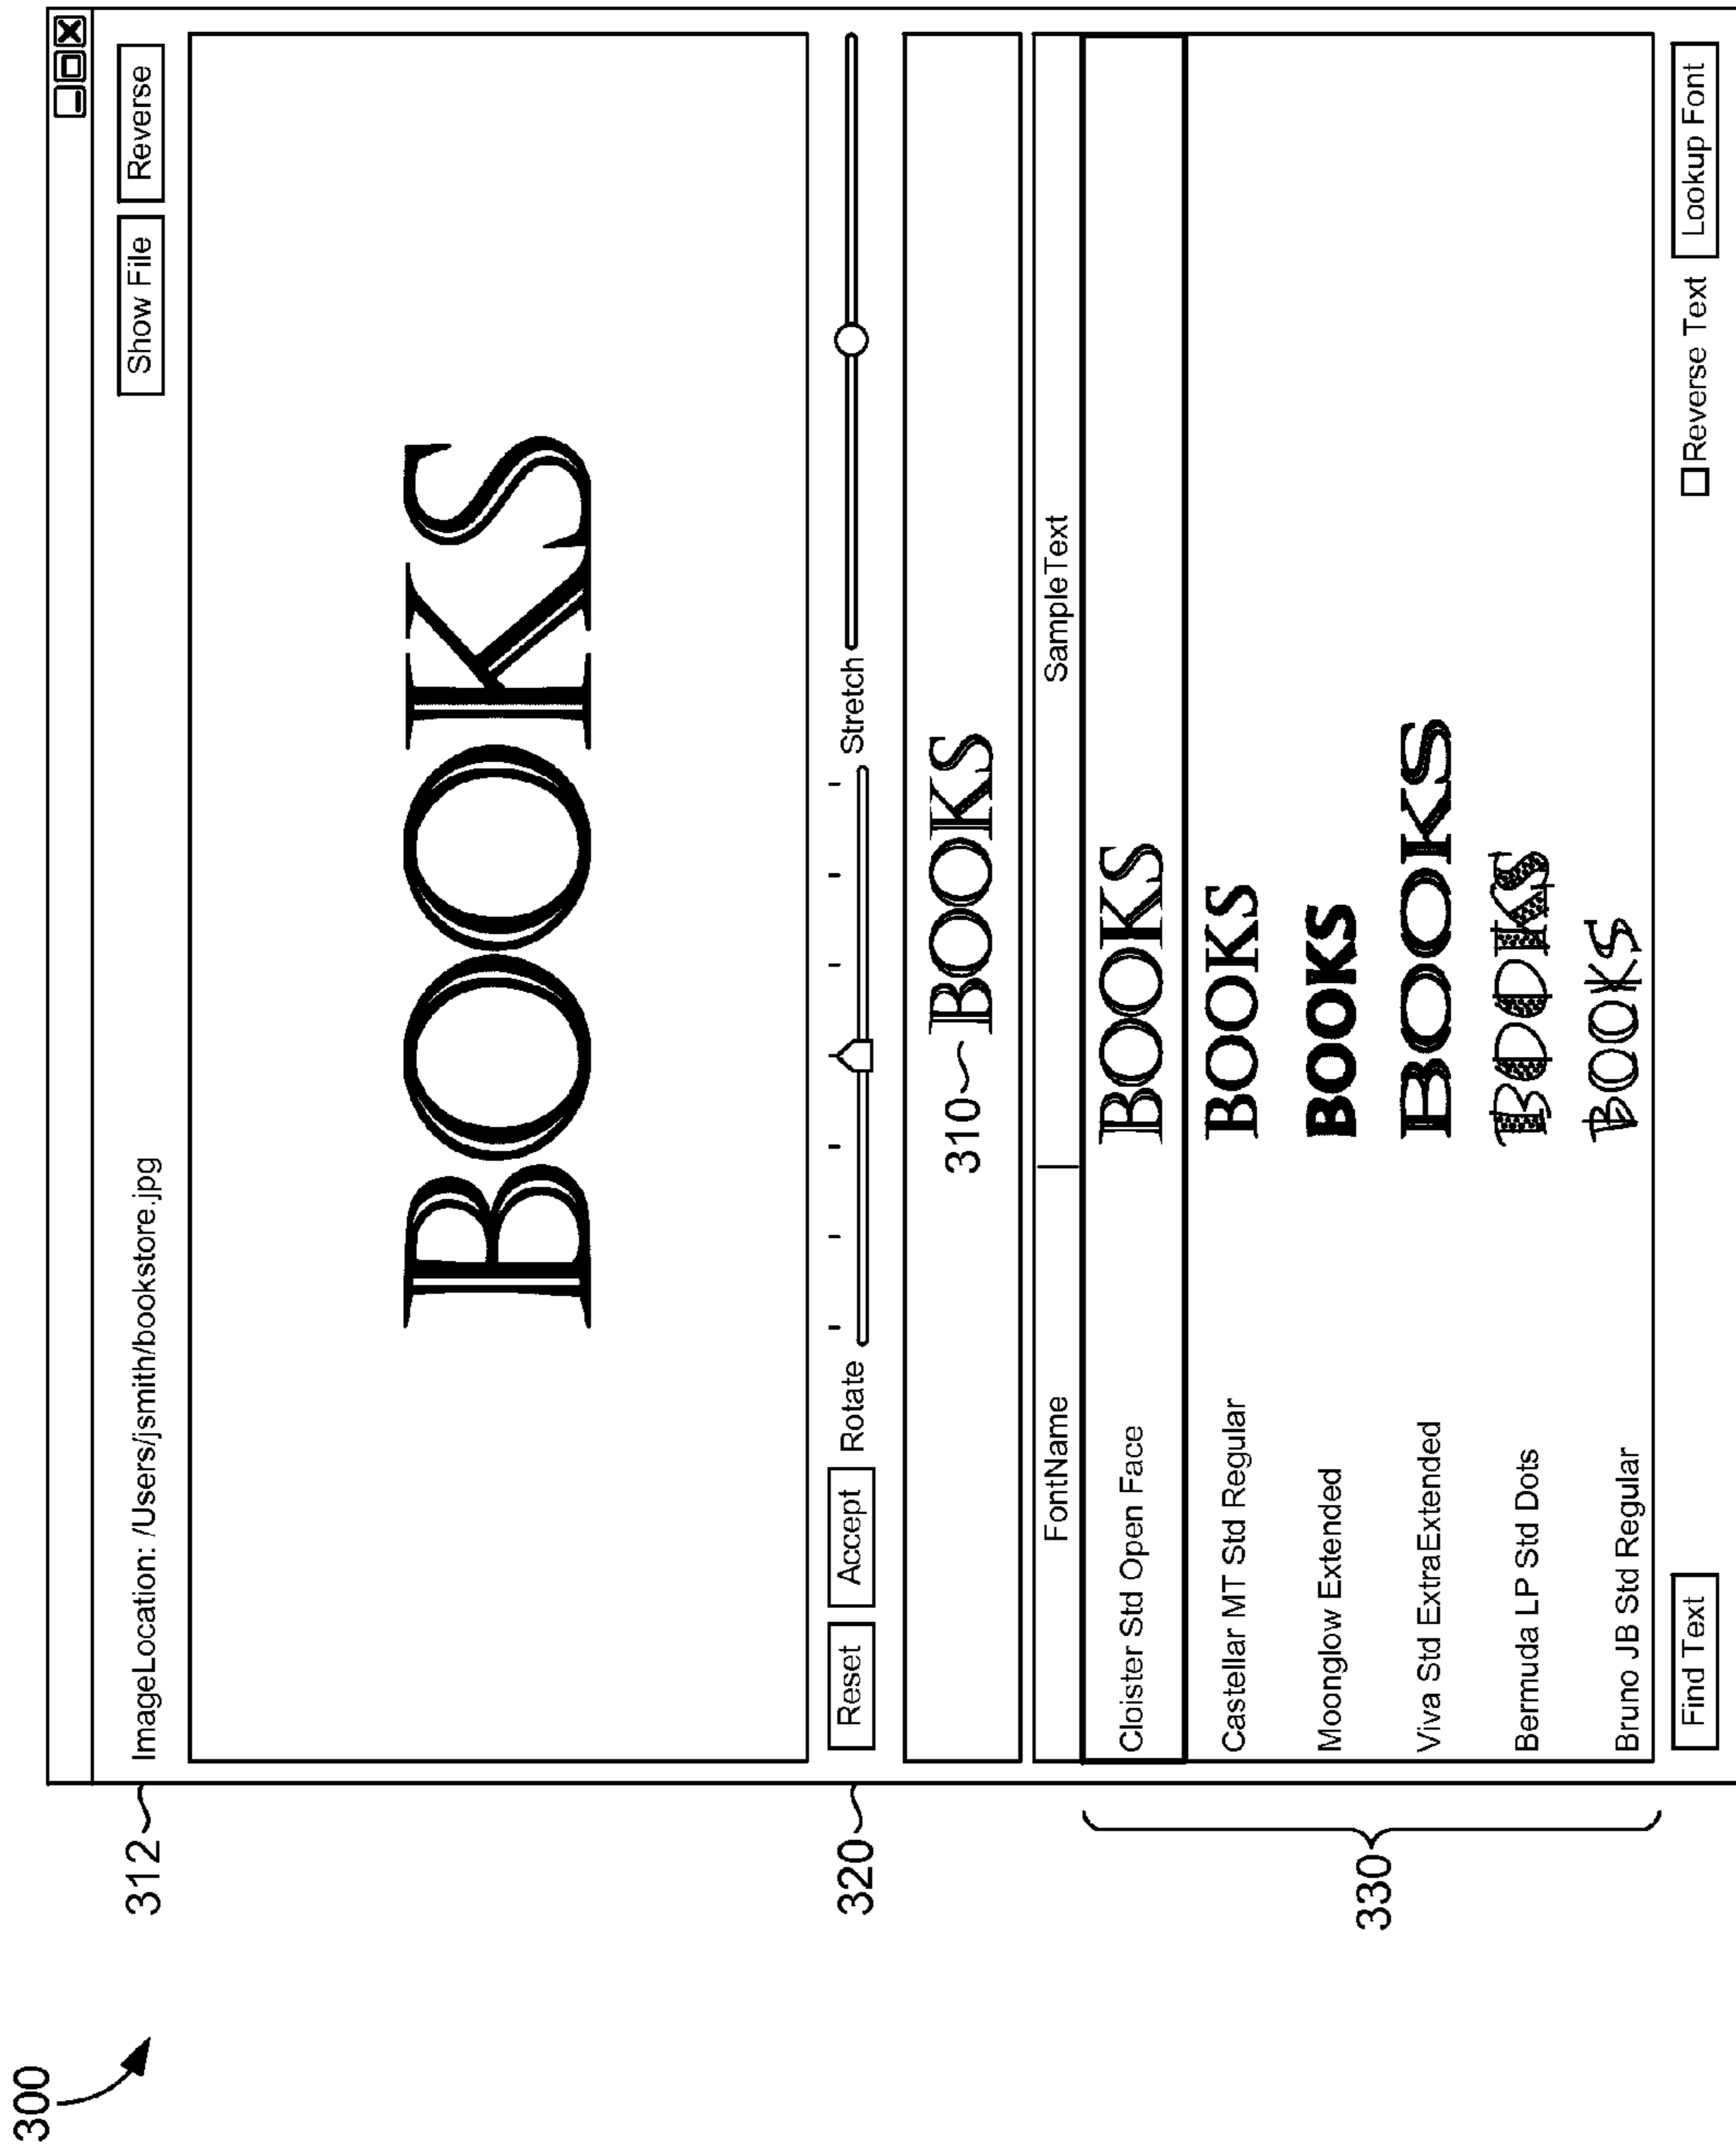 300
312
ImageLocation: /Users/jsmith/bookstore.jpg
Show File Reverse
BOOKS
320
Reset Accept Rotate Stretch
310 BOOKS
FontName SampleText
330
Cloister Std Open Face BOOKS
Castellar MT Std Regular BOOKS
Moonglow Extended BOOKS
Viva Std ExtraExtended BOOKS
Bermuda LP Std Dots BOOKS
Bruno JB Std Regular BOOKS
Find Text Reverse Text Lookup Font